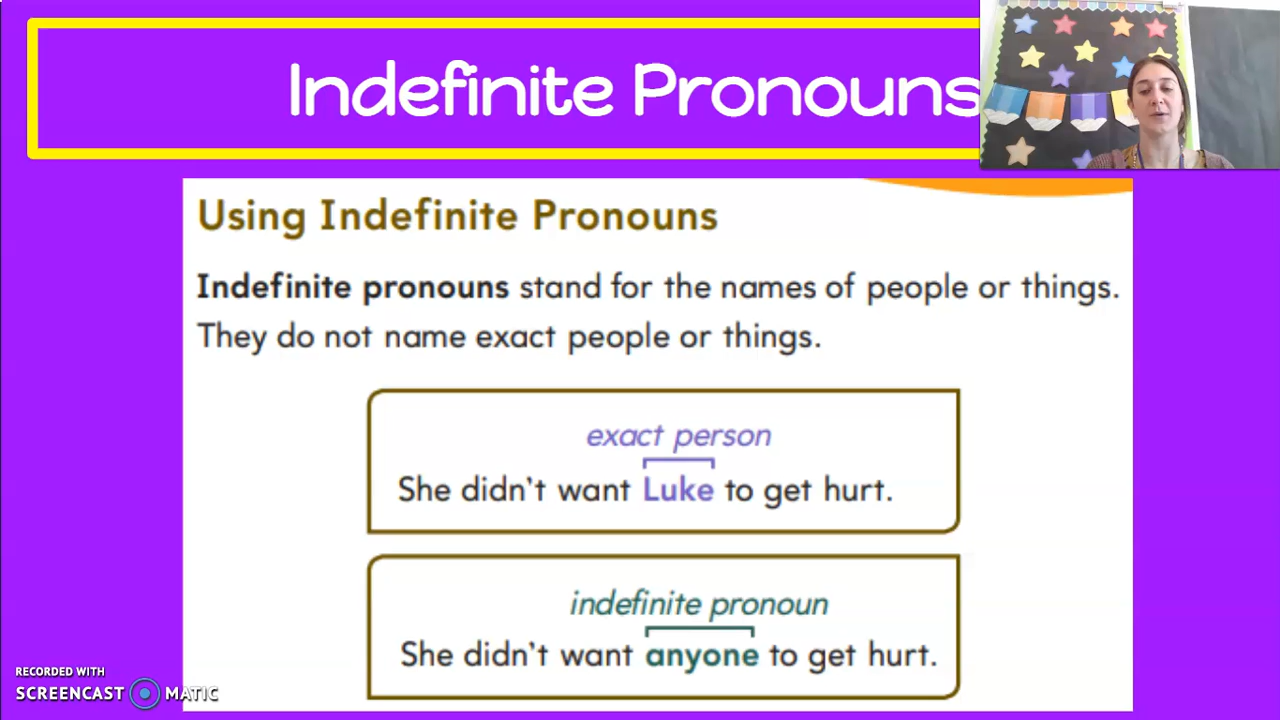 Indefinite Pronouns
Using Indefinite Pronouns
Indefinite pronouns stand for the names of people or things.
They do not name exact people or things.
exact person
She didn't want Luke to get hurt.
indefinite pronoun
She didn't want anyone to get hurt.
RECORDED WITH
SCREENCAST MATIC